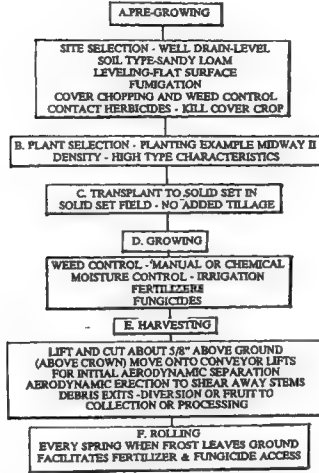 A.PRE-GROWING
SITE SELECTION - WELL DRAIN-LEVEL
SOIL TYPE-SANDY LOAM
LEVELING-FLAT SURFACE
FUMIGATION
COVER CHOPPING AND WEED CONTROL
CONTACT HERBICIDES - KILL COVER CROP
B. PLANT SELECTION - PLANTING EXAMPLE MIDWAY II
DENSITY - HIGH TYPE CHARACTERISTICS
C. TRANSPLANT TO SOLID SET IN
SOLID SET FIELD - NO ADDED TILLAGE
D. GROWING
WEED CONTROL - MANUAL OR CHEMICAL
MOISTURE CONTROL - IRRIGATION
FERTILIZERS
FUNGICIDES
E. HARVESTING
LIFT AND CUT ABOUT 5/8" ABOVE GROUND
(ABOVE CROWN) MOVE ONTO CONVEYOR LIFTS
FOR INITIAL AERODYNAMIC SEPARATION
AERODYNAMIC ERECTION TO SHEAR AWAY STEMS
DEBRIS EXITS -DIVERSION OR FRUIT TO
COLLECTION OR PROCESSING
F. ROLLING
EVERY SPRING WHEN FROST LEAVES GROUND
FACILITATES FERTILIZER & FUNGICIDE ACCESS